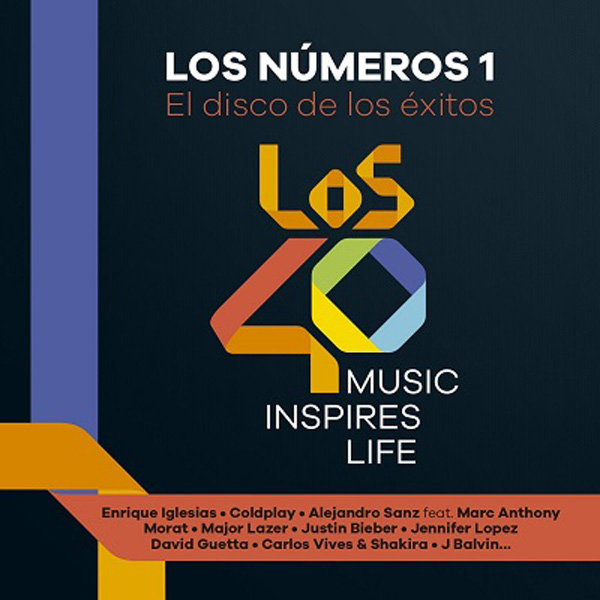 LOS NÚMEROS 1
El disco de los éxitos
LOS
40
MUSIC
INSPIRES
LIFE
Enrique Iglesias • Coldplay • Alejandro Sanz feat. Marc Anthony
Morat • Major Lazer • Justin Bieber • Jennifer Lopez
David Guetta • Carlos Vives & Shakira • J Balvin...